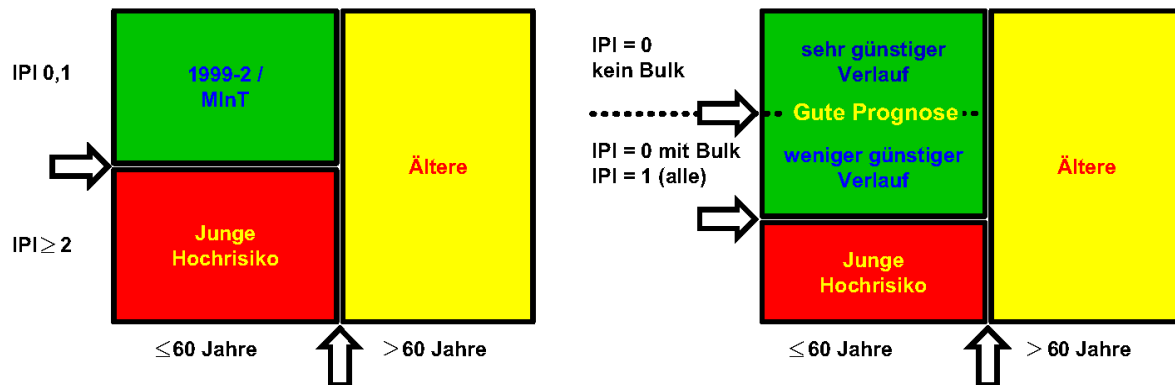 IPI 0,1
1999-2 /
MInT
IPI ≥ 2
Junge
Hochrisiko
Ältere
≤60 Jahre
>60 Jahre
IPI = 0
kein Bulk
sehr günstiger
Verlauf
Gute Prognose
IPI = 0 mit Bulk
IPI = 1 (alle)
weniger günstiger
Verlauf
Junge
Hochrisiko
Ältere
≤60 Jahre
>60 Jahre